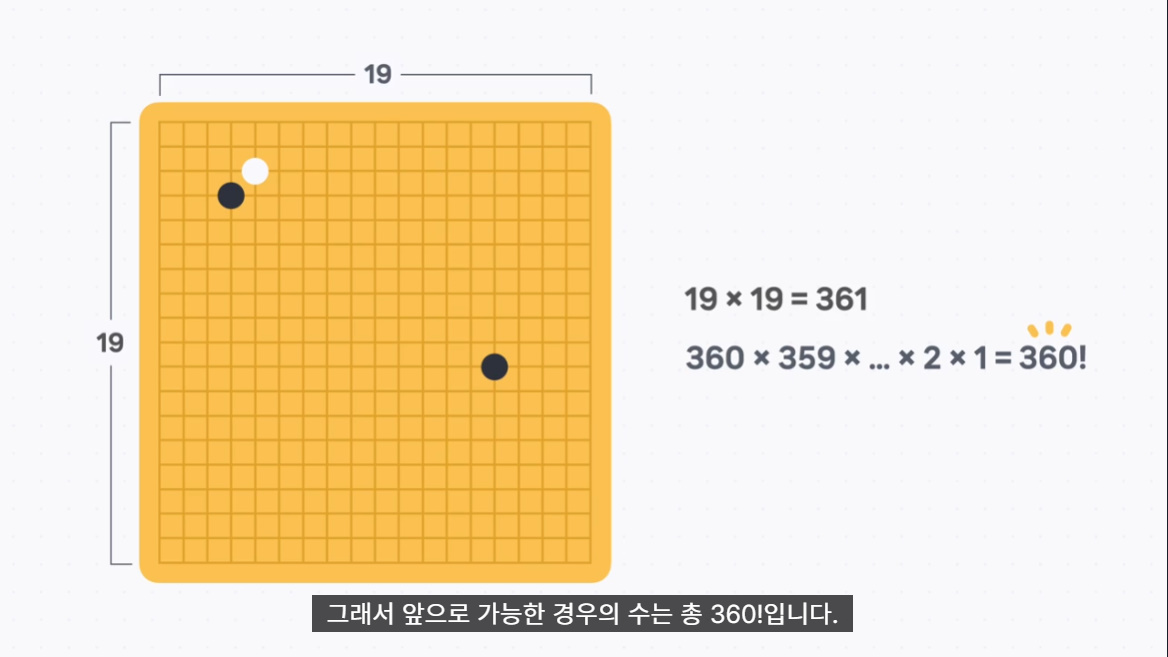 19
19
19 × 19 = 361
360 × 359 × ... × 2 × 1 = 360!
그래서 앞으로 가능한 경우의 수는 총 360!입니다.